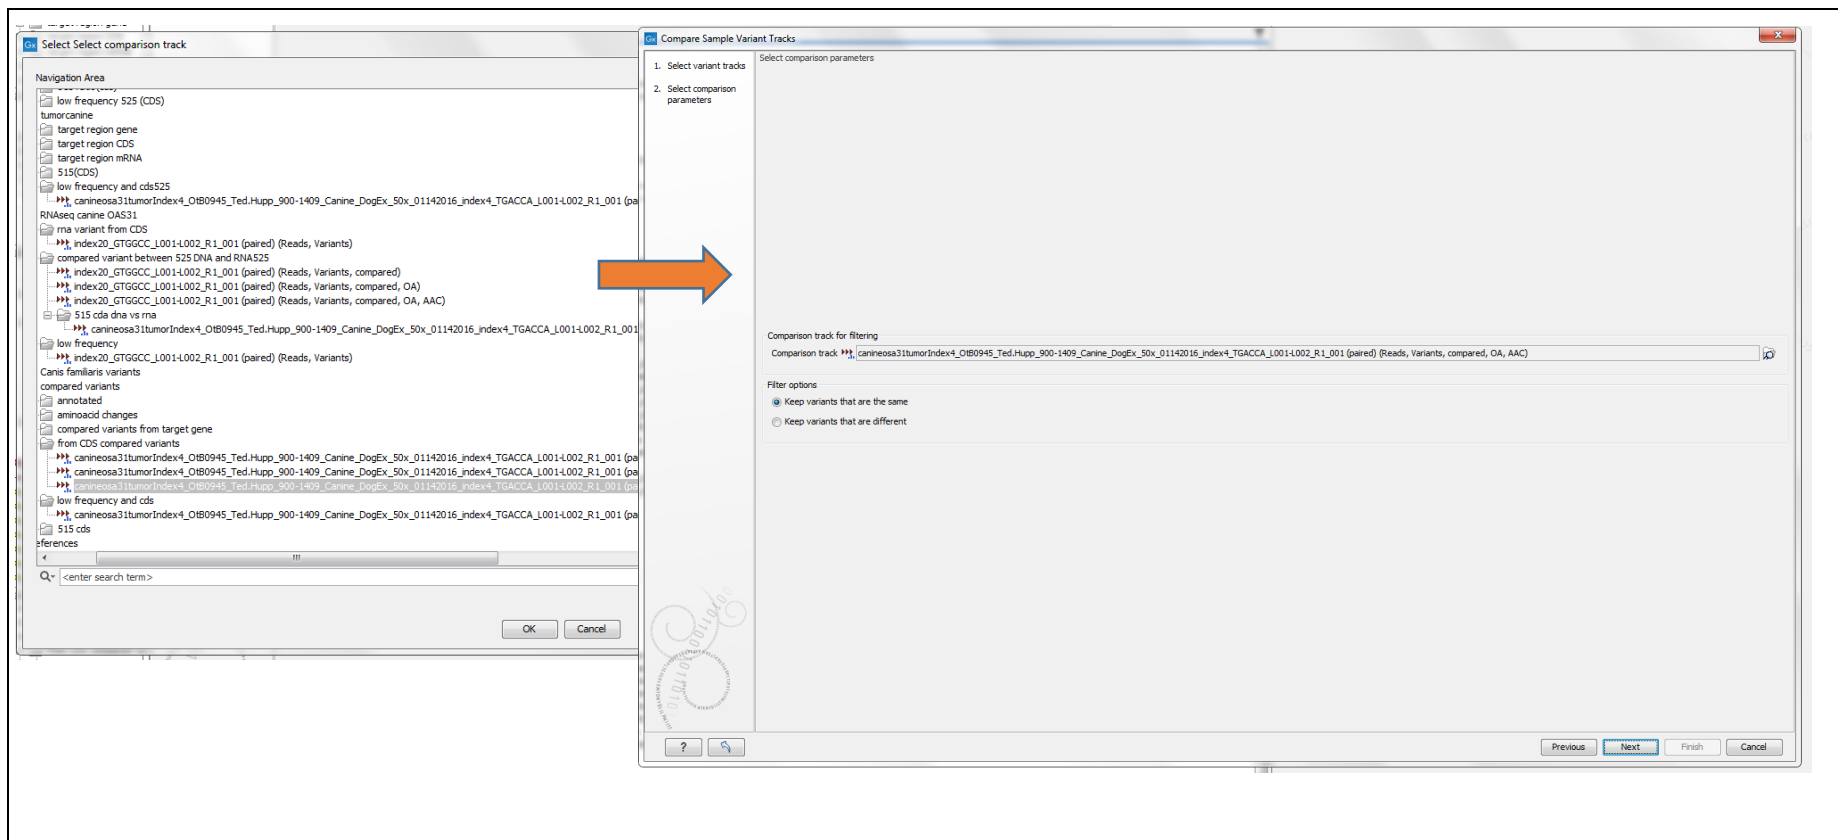 Gx Select Select comparison track
Navigation Area
low frequency 525 (CDS)
tumorcanine
target region gene
target region CDS
target region mRNA
515(CDS)
low frequency and cds525
canineosa31tumorIndex4_OtB0945_Ted.Hupp_900-1409_Canine_DogEx_50x_01142016_index4_TGACCA_L001-L002_R1_001 (pa
RNAseq canine OAS31
rna variant from CDS
index20_GTGGCC_L001-L002_R1_001 (paired) (Reads, Variants)
compared variant between 525 DNA and RNA525
index20_GTGGCC_L001-L002_R1_001 (paired) (Reads, Variants, compared)
index20_GTGGCC_L001-L002_R1_001 (paired) (Reads, Variants, compared, OA)
index20_GTGGCC_L001-L002_R1_001 (paired) (Reads, Variants, compared, OA, AAC)
515 cda dna vs rna
canineosa31tumorIndex4_OtB0945_Ted.Hupp_900-1409_Canine_DogEx_50x_01142016_index4_TGACCA_L001-L002_R1_001
low frequency
index20_GTGGCC_L001-L002_R1_001 (paired) (Reads, Variants)
Canis familiaris variants
compared variants
annotated
aminoacid changes
compared variants from target gene
from CDS compared variants
canineosa31tumorIndex4_OtB0945_Ted.Hupp_900-1409_Canine_DogEx_50x_01142016_index4_TGACCA_L001-L002_R1_001 (pa
canineosa31tumorIndex4_OtB0945_Ted.Hupp_900-1409_Canine_DogEx_50x_01142016_index4_TGACCA_L001-L002_R1_001 (pa
canineosa31tumorIndex4_OtB0945_Ted.Hupp_900-1409_Canine_DogEx_50x_01142016_index4_TGACCA_L001-L002_R1_001 (pa
low frequency and cds
canineosa31tumorIndex4_OtB0945_Ted.Hupp_900-1409_Canine_DogEx_50x_01142016_index4_TGACCA_L001-L002_R1_001 (pa
515 cds
eferences
<enter search term>
OK Cancel
Gx Compare Sample Variant Tracks
1. Select variant tracks
2. Select comparison
parameters
Select comparison parameters
Comparison track for filtering
Comparison track canineosa31tumorIndex4_OtB0945_Ted.Hupp_900-1409_Canine_DogEx_50x_01142016_index4_TGACCA_L001-L002_R1_001 (paired) (Reads, Variants, compared, OA, AAC)
Filter options
Keep variants that are the same
Keep variants that are different
? Previous Next Finish Cancel